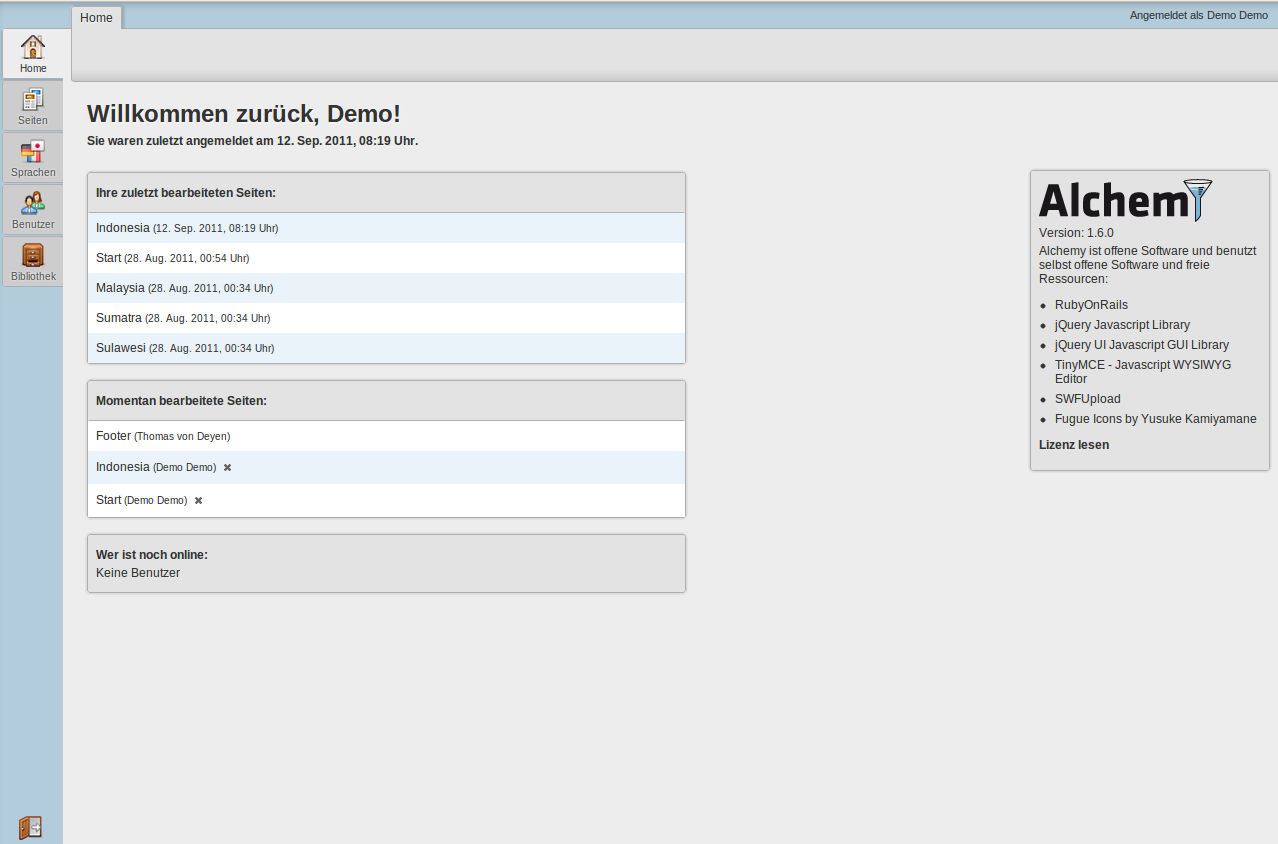 Home
Angemeldet als Demo Demo
Home
Seiten
Sprachen
Benutzer
Bibliothek
Willkommen zurück, Demo!
Sie waren zuletzt angemeldet am 12. Sep. 2011, 08:19 Uhr.
Ihre zuletzt bearbeiteten Seiten:
Indonesia (12. Sep. 2011, 08:19 Uhr)
Start (28. Aug. 2011, 00:54 Uhr)
Malaysia (28. Aug. 2011, 00:34 Uhr)
Sumatra (28. Aug. 2011, 00:34 Uhr)
Sulawesi (28. Aug. 2011, 00:34 Uhr)
Momentan bearbeitete Seiten:
Footer (Thomas von Deyen)
Indonesia (Demo Demo)
Start (Demo Demo)
Wer ist noch online:
Keine Benutzer
Alchemy
Version: 1.6.0
Alchemy ist offene Software und benutzt
selbst offene Software und freie
Ressourcen:
RubyOnRails
jQuery Javascript Library
jQuery UI Javascript GUI Library
TinyMCE - Javascript WYSIWYG
Editor
SWFUpload
Fugue Icons by Yusuke Kamiyamane
Lizenz lesen